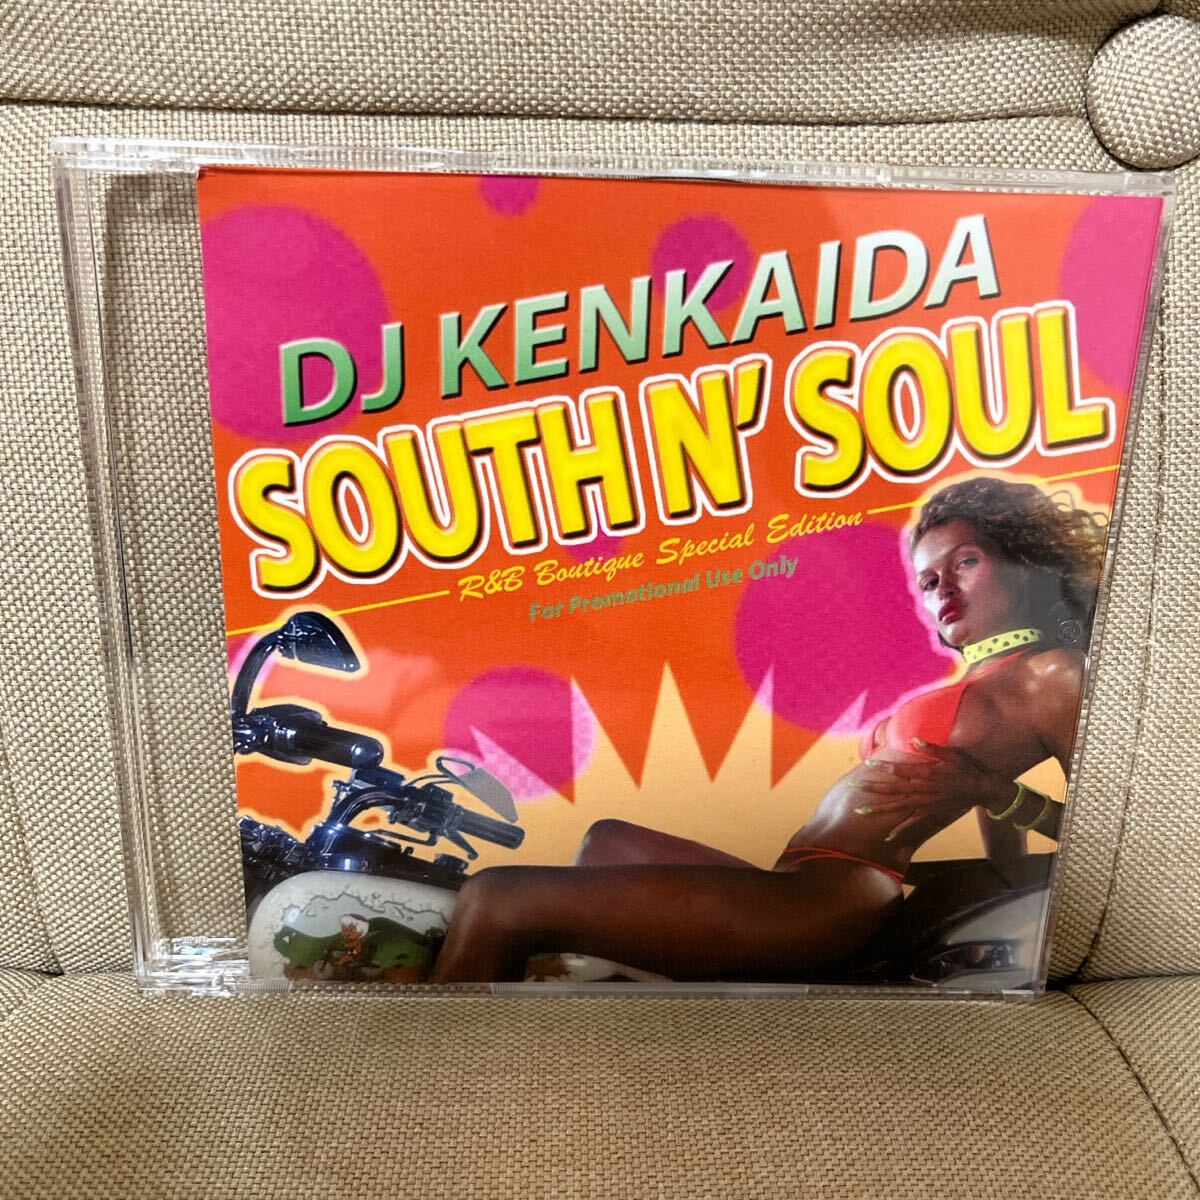 DJ KENKAIDA
SOUTH N' SOUL
R&B Boutique Special Edition
For Promotional Use Only